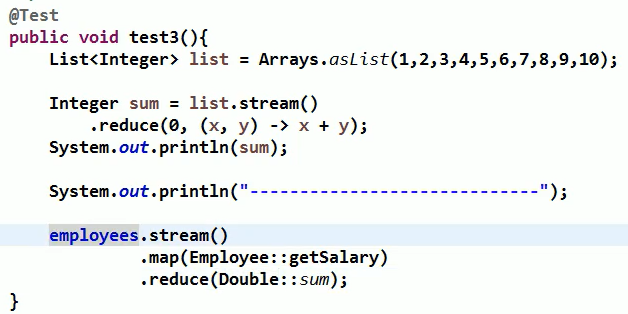 @Test
public void test3(){
List<Integer> list = Arrays.asList(1,2,3,4,5,6,7,8,9,10);
Integer sum = list.stream()
.reduce(0, (x, y) -> x + y);
System.out.println(sum);
System.out.println("-----------------------------");
employees.stream()
.map(Employee::getSalary)
.reduce(Double::sum);
}